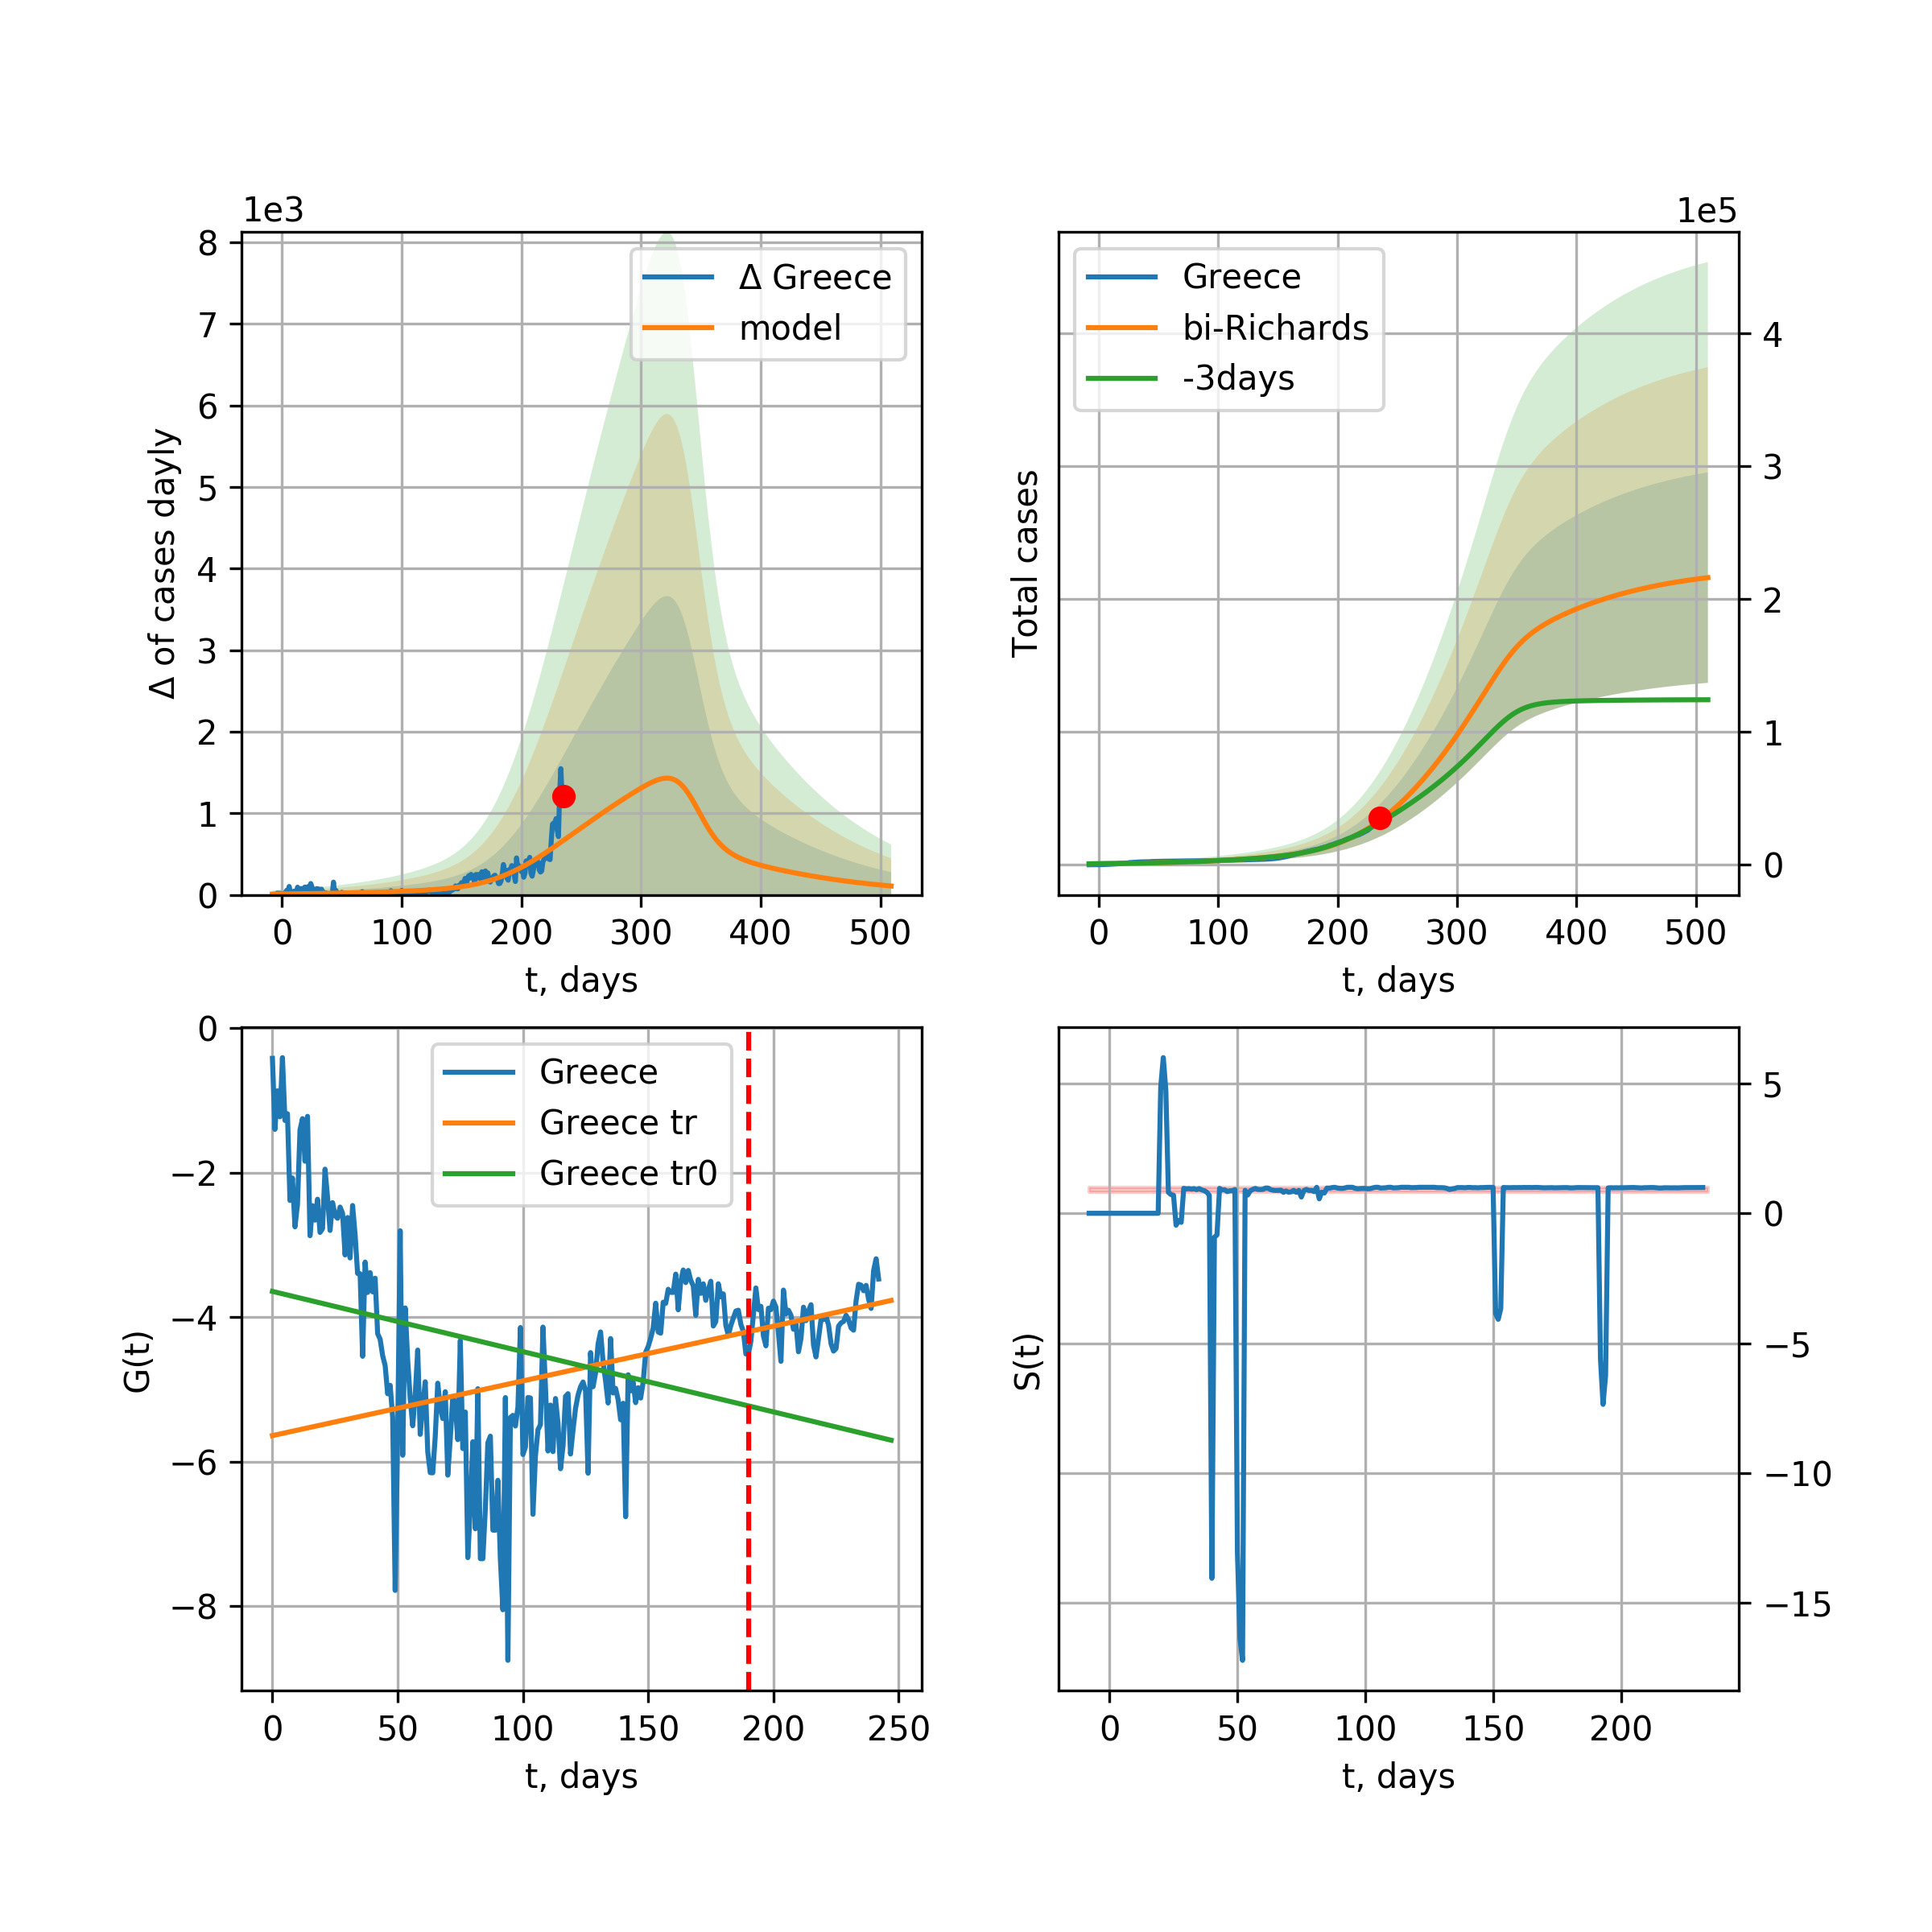 1e3
8
7
6
5
4
3
2
1
0
Δ of cases dayly
Δ Greece
model
0 100 200 300 400 500
t, days
1e5
Total cases
Greece
bi-Richards
-3days
4
3
2
1
0
0 100 200 300 400 500
t, days
0
−2
−4
−6
−8
G(t)
Greece
Greece tr
Greece tr0
0 50 100 150 200 250
t, days
S(t)
5
0
−5
−10
−15
0 50 100 150 200
t, days